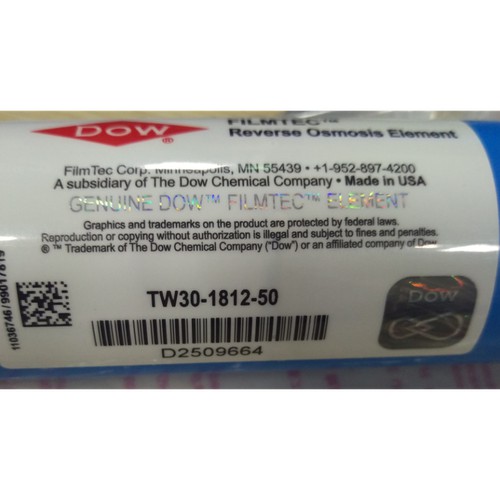 DOW®
FILMTEC™
Reverse Osmosis Element
FilmTec Corp. Minneapolis, MN 55439 • +1-952-897-4200
A subsidiary of The Dow Chemical Company • Made in USA
GENUINE DOW™ FILMTEC™ ELEMENT
Graphics and trademarks on the product are protected by federal laws.
Reproduction or copying without authorization is illegal and subject to fines and penalties.
®™ Trademark of The Dow Chemical Company ("Dow") or an affiliated company of Dow
11036746/99017819
TW30-1812-50
DOW
D2509664